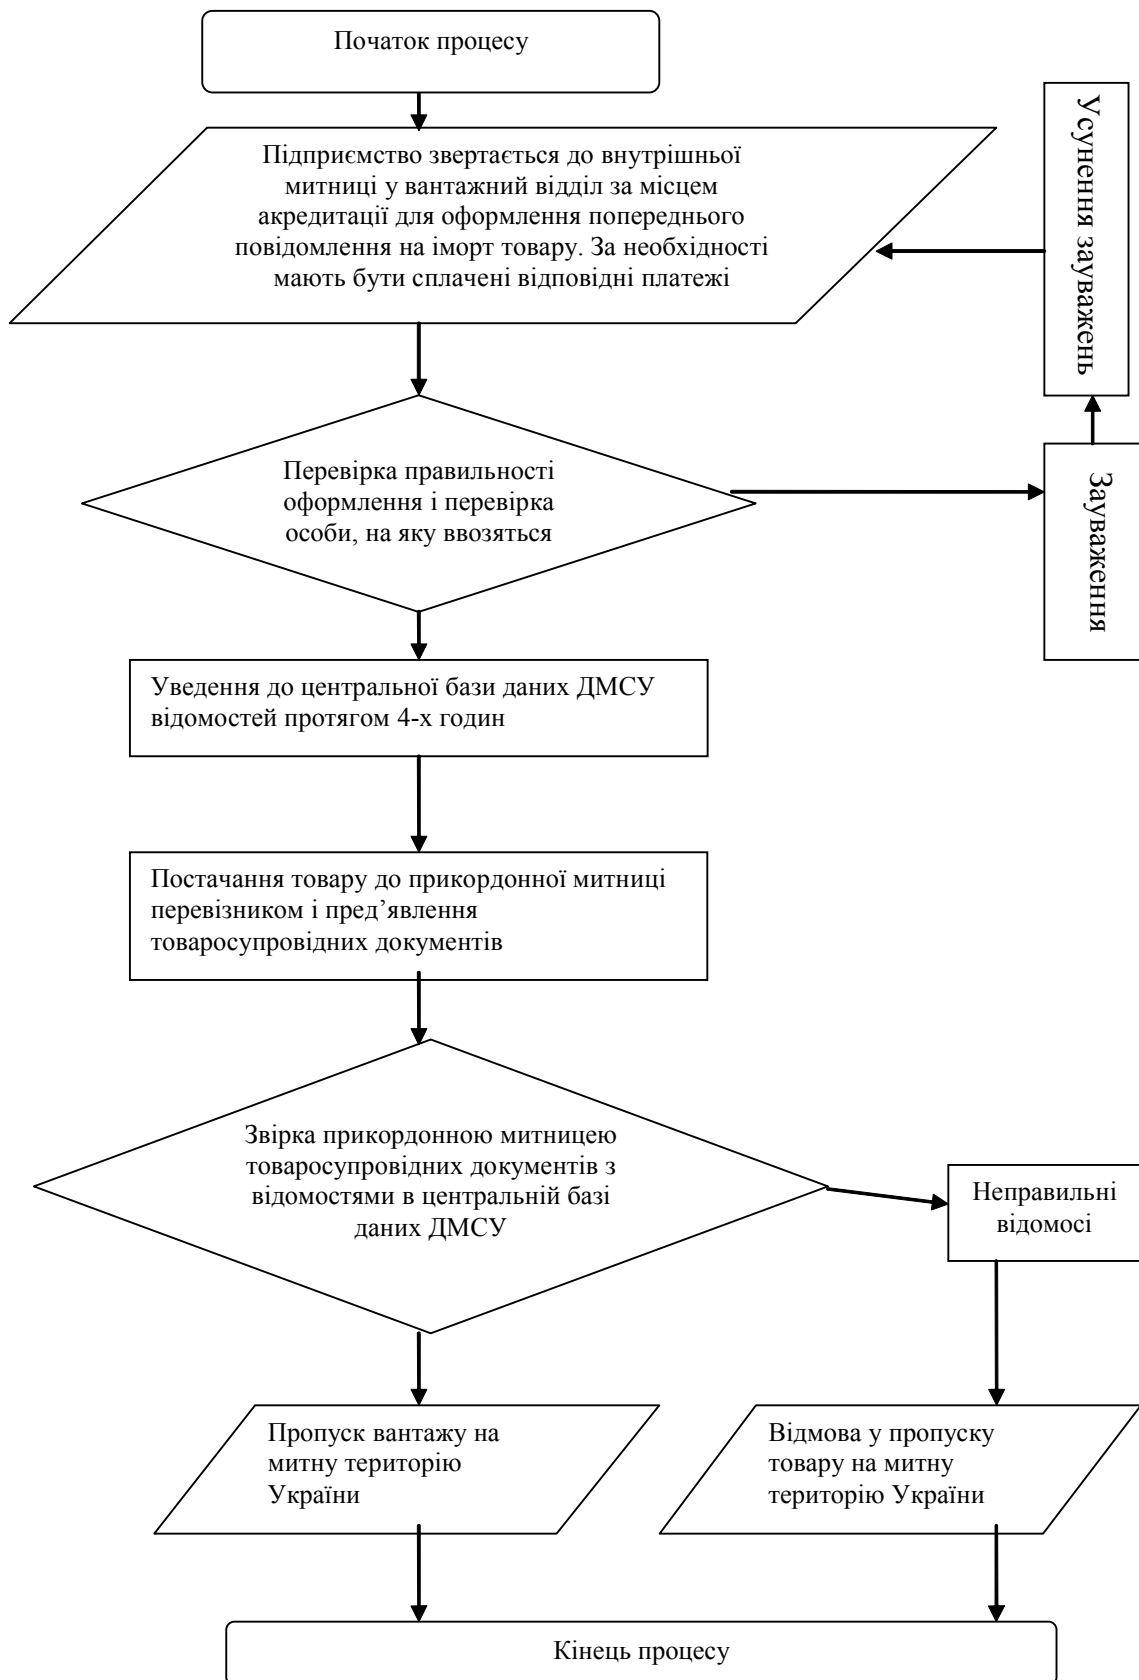 Початок процесу
Підприємство звертається до внутрішньої
митниці у вантажний відділ за місцем
акредитації для оформлення попереднього
повідомлення на іморт товару. За необхідності
мають бути сплачені відповідні платежі
Усунення зауважень
Перевірка правильності
оформлення і перевірка
особи, на яку ввозяться
Зауваження
Уведення до центральної бази даних ДМСУ
відомостей протягом 4-х годин
Постачання товару до прикордонної митниці
перевізником і пред’явлення
товаросупровідних документів
Звірка прикордонною митницею
товаросупровідних документів з
відомостями в центральній базі
даних ДМСУ
Неправильні
відомосі
Пропуск вантажу на
митну територію
України
Відмова у пропуску
товару на митну
територію України
Кінець процесу